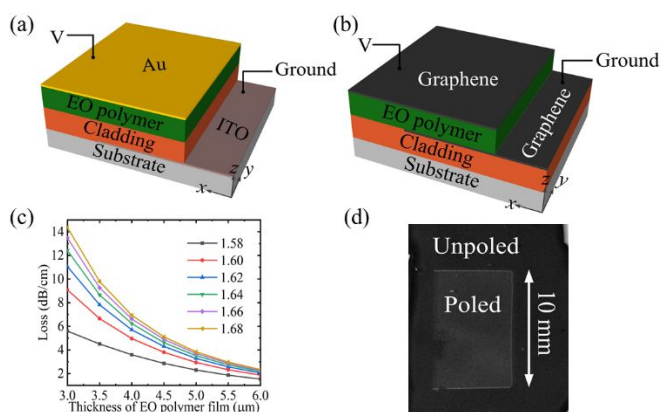 (a)
V
Au
Ground
EO polymer
Cladding
ITO
Substrate
z
y
x
(b)
V
Graphene
Ground
EO polymer
Graphene
Cladding
Substrate
z
y
x
(c)
Loss (dB/cm)
14
12
10
8
6
4
2
1.58
1.60
1.62
1.64
1.66
1.68
3.0 3.5 4.0 4.5 5.0 5.5 6.0
Thickness of EO polymer film (μm)
(d)
Unpoled
Poled
10 mm